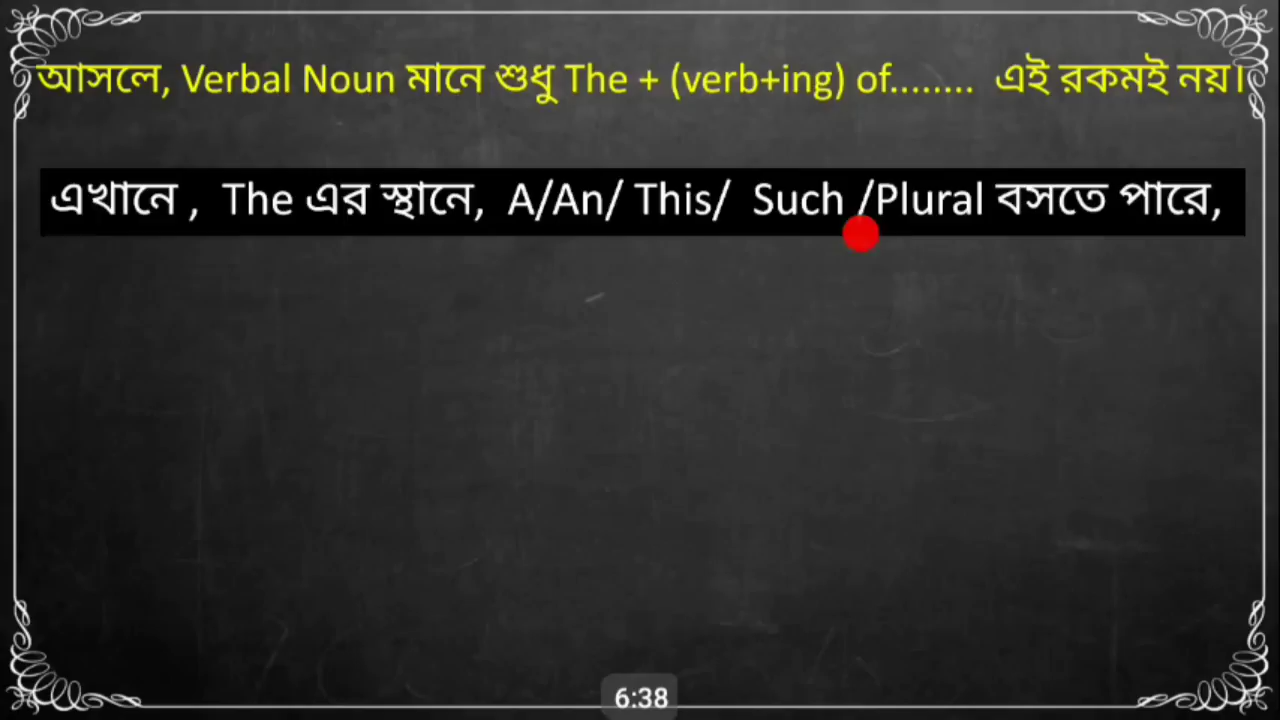 আসলে, Verbal Noun মানে শুধু The + (verb+ing) of........ এই রকমই নয়।
এখানে , The এর স্থানে, A/An/ This/ Such /Plural বসতে পারে,
6:38